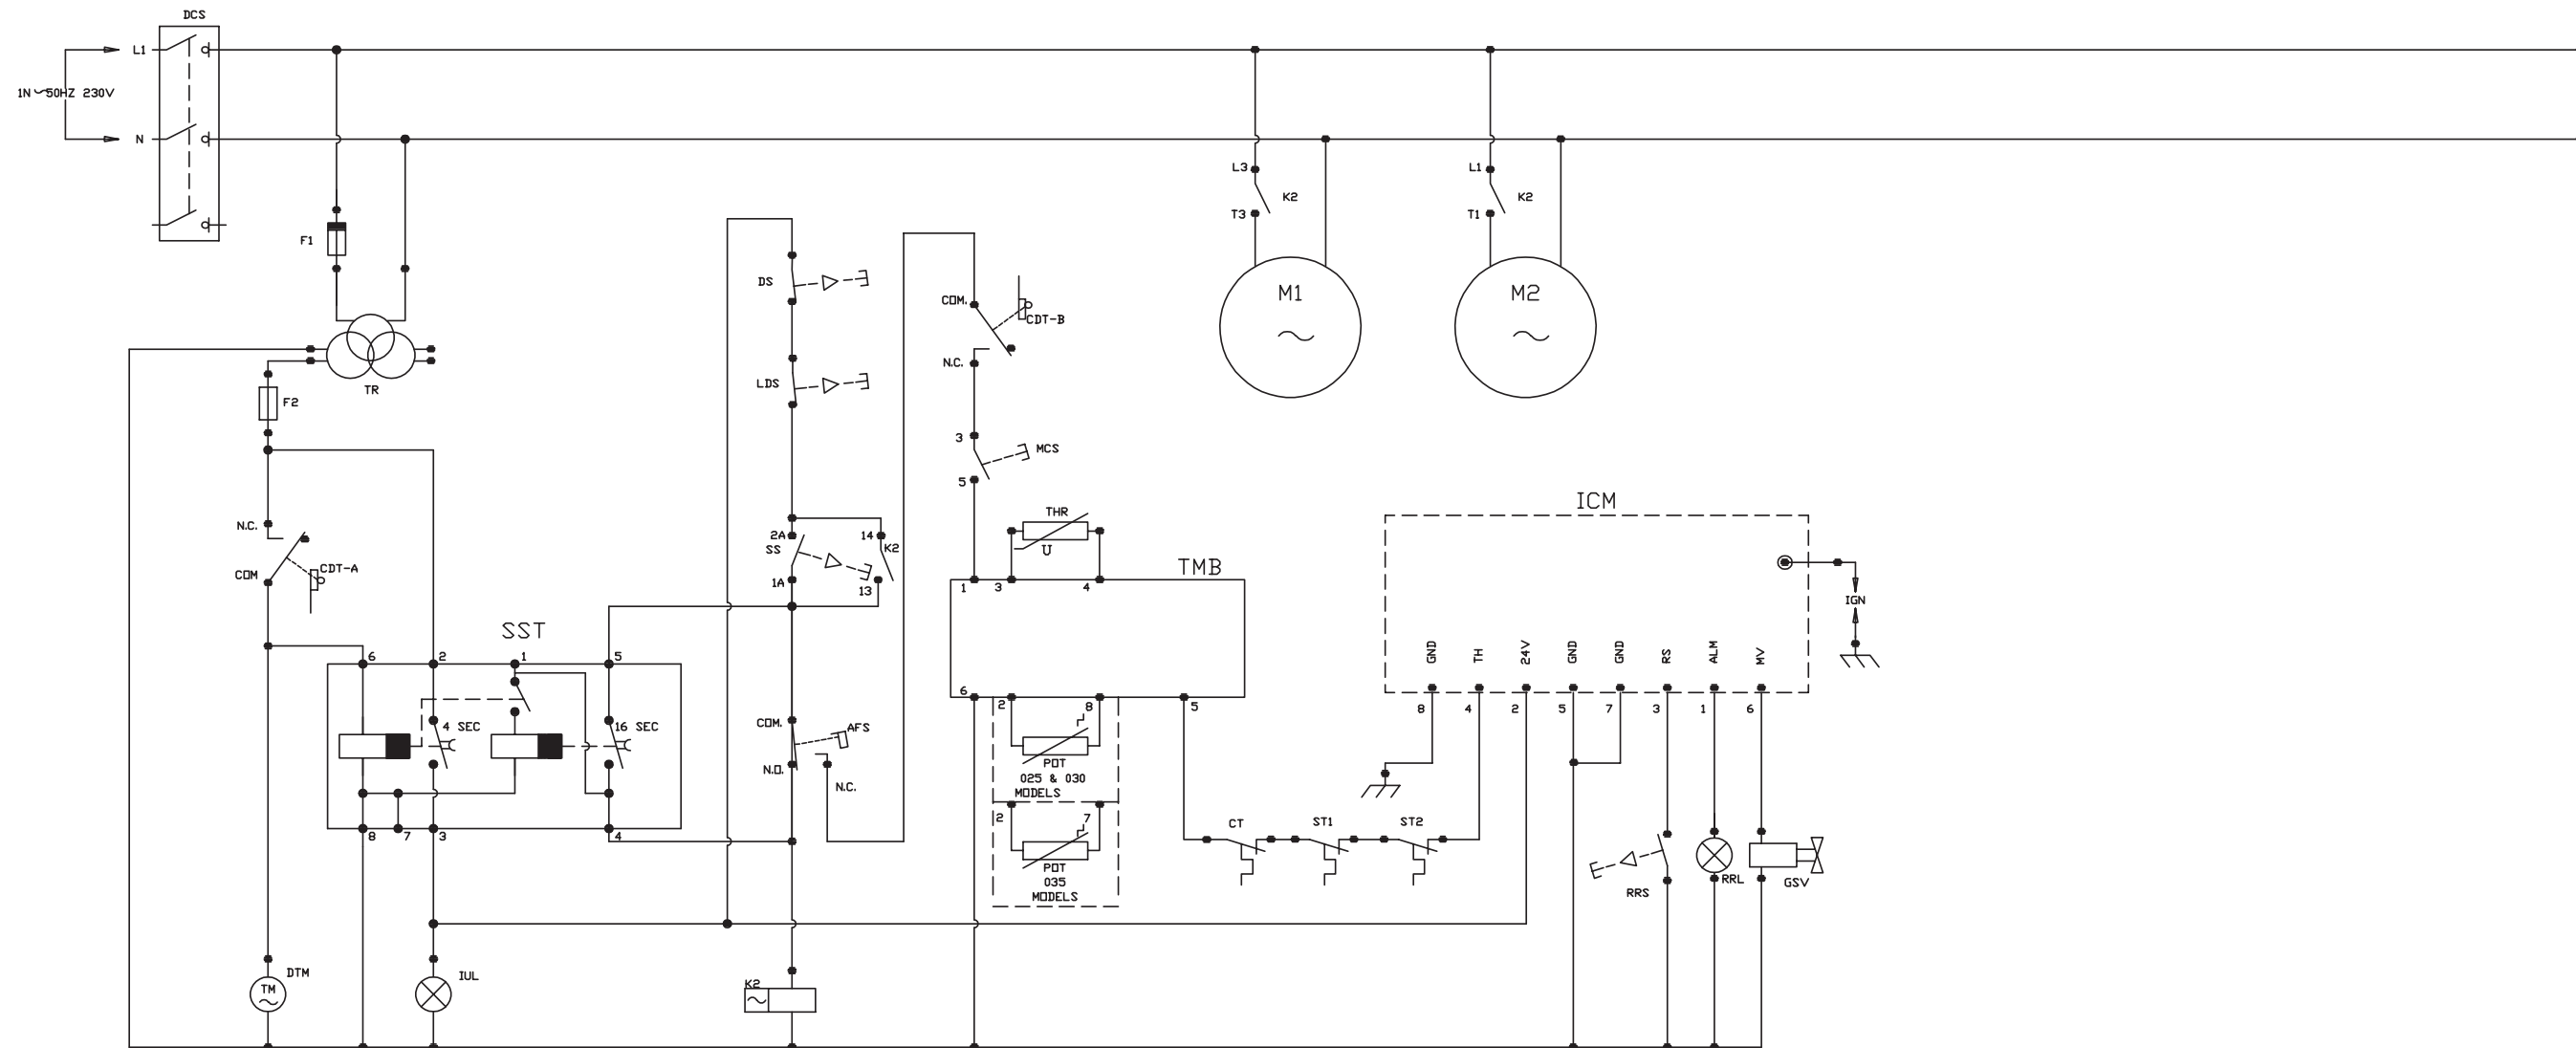 DCS
L1
1N ~50HZ 230V
N
L3
K2
T3
L1
K2
T1
F1
M1
M2
TR
F2
DS
LDS
COM.
CDT-B
N.C.
3
MCS
5
N.C.
COM
CDT-A
2A
SS
1A
14
K2
13
THR
U
TMB
1
3
4
6
2
8
5
POT
025 & 030
MODELS
2
7
POT
035
MODELS
ICM
IGN
GND
TH
24V
GND
GND
RS
ALM
MV
8
4
2
5
7
3
1
6
SST
6
2
1
5
4 SEC
16 SEC
8
7
3
4
COM.
AFS
N.O.
N.C.
CT
ST1
ST2
RRS
RRL
GSV
DTM
TM
IUL
K2